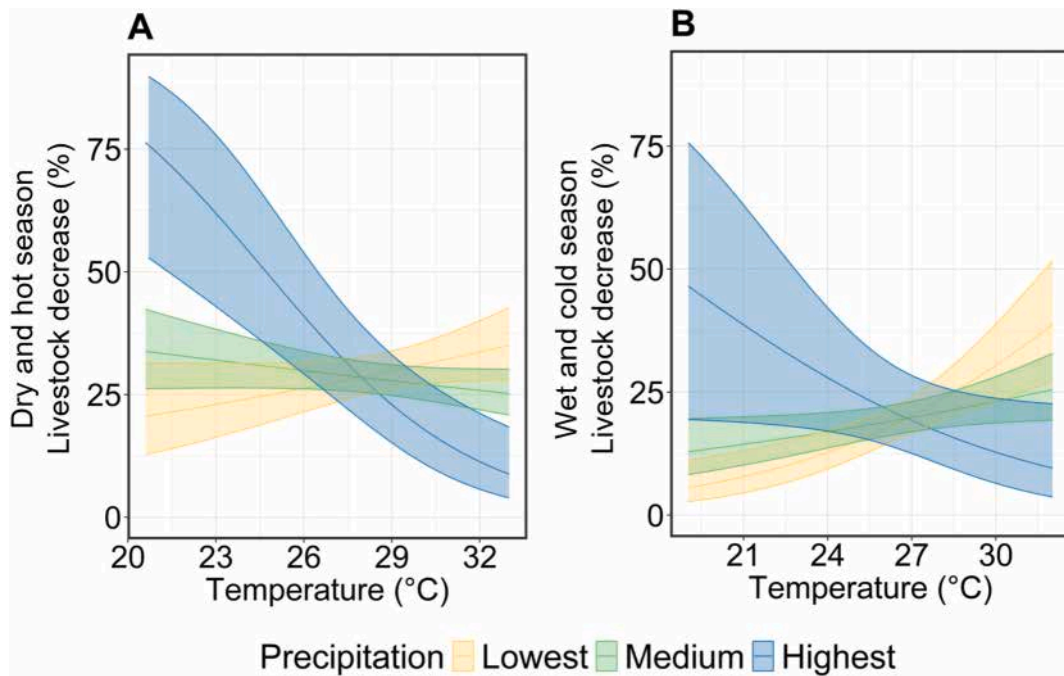 A
Dry and hot season
Livestock decrease (%)
75
50
25
0
20 23 26 29 32
Temperature (°C)
B
Wet and cold season
Livestock decrease (%)
75
50
25
0
21 24 27 30
Temperature (°C)
Precipitation Lowest Medium Highest